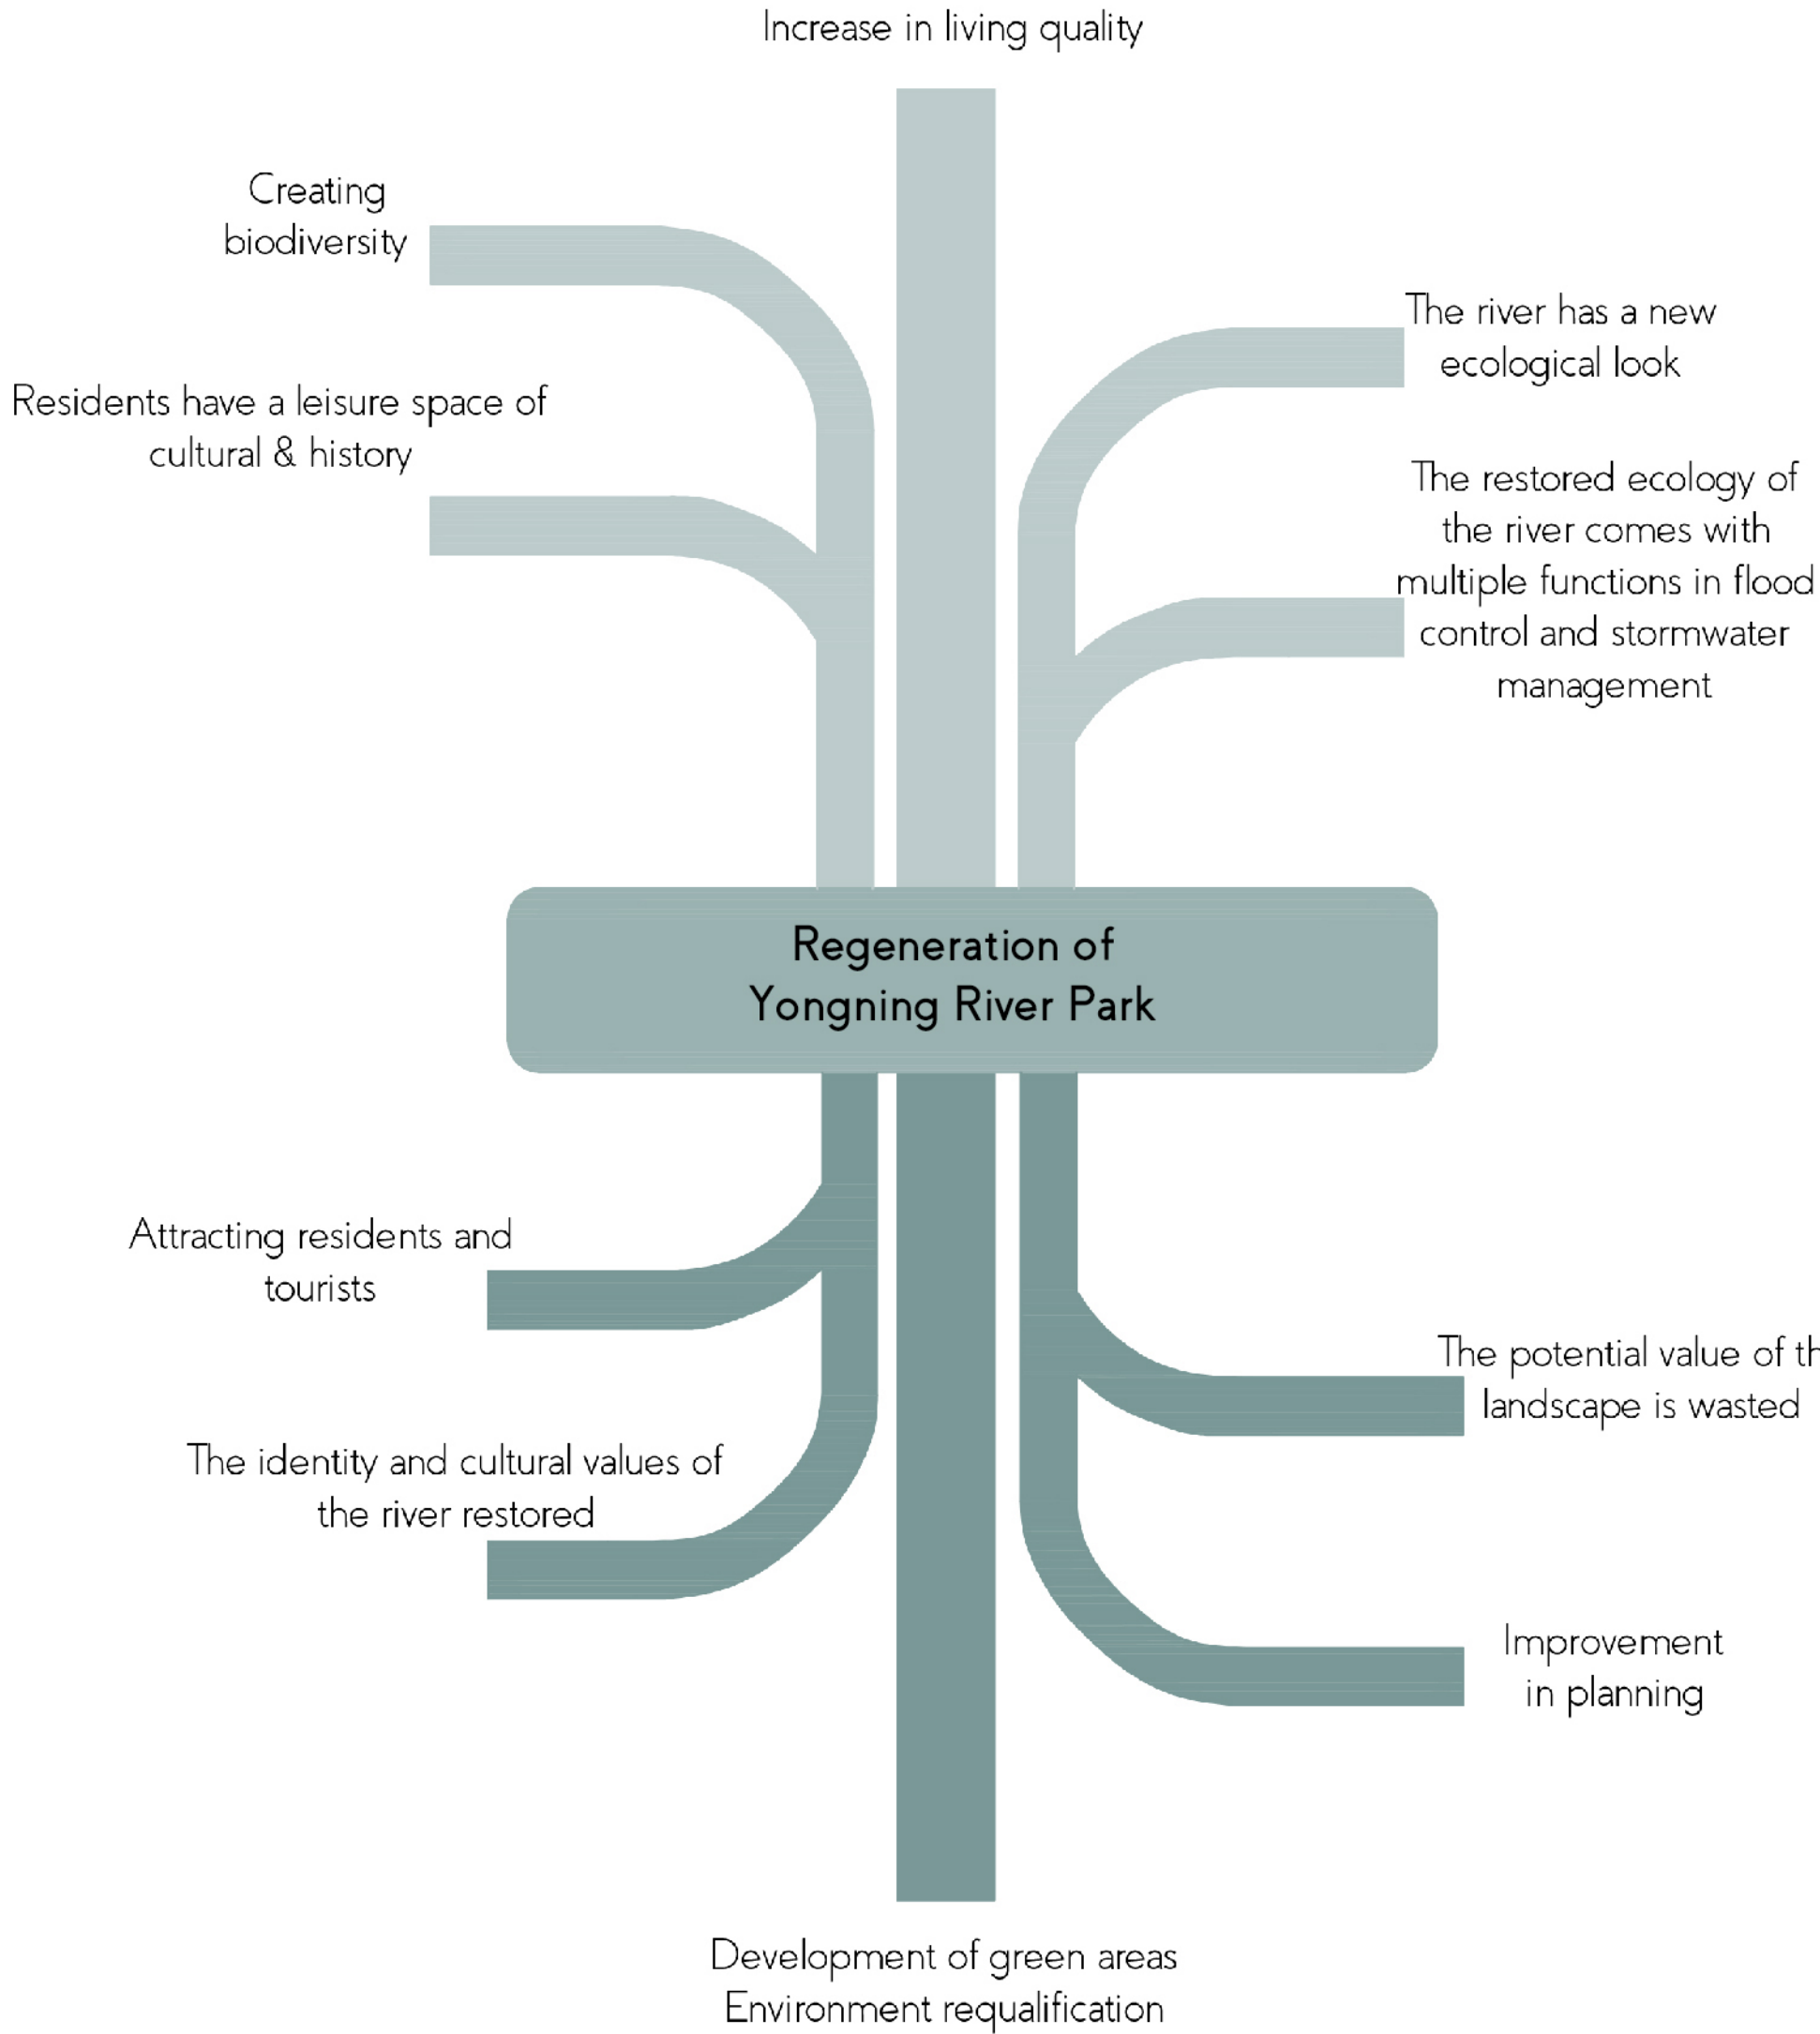 Increase in living quality
Creating
biodiversity
The river has a new
ecological look
Residents have a leisure space of
cultural & history
The restored ecology of
the river comes with
multiple functions in flood
control and stormwater
management
Regeneration of
Yongning River Park
Attracting residents and
tourists
The potential value of th
landscape is wasted
The identity and cultural values of
the river restored
Improvement
in planning
Development of green areas
Environment requalification